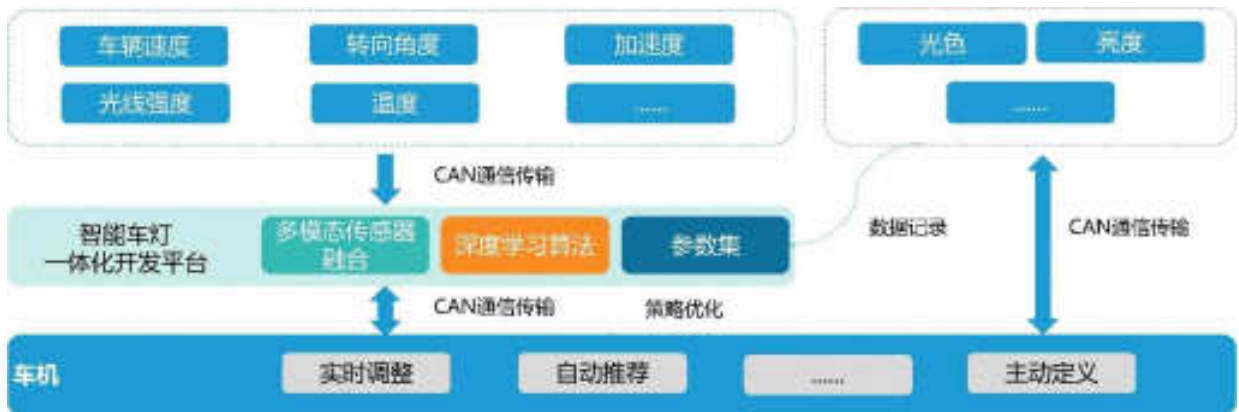 车辆速度
转向角度
加速度
光线强度
温度
......
光色
亮度
......
CAN通信传输
智能车灯
一体化开发平台
多模态传感器
融合
深度学习算法
参数集
数据记录
CAN通信传输
CAN通信传输
策略优化
车机
实时调整
自动推荐
......
主动定义